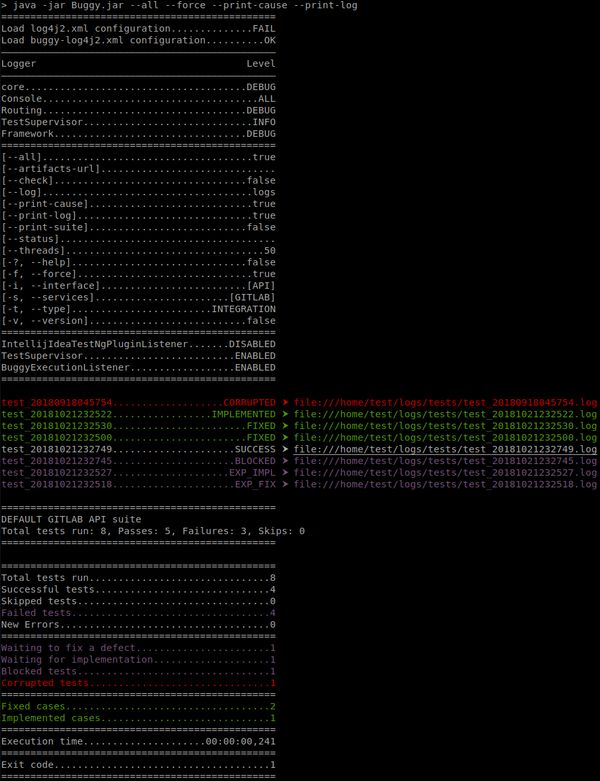 > java -jar Buggy.jar --all --force --print-cause --print-log
===============================================
Load log4j2.xml configuration..............FAIL
Load buggy-log4j2.xml configuration..........OK
───────────────────────────────────────────────
Logger                                    Level
───────────────────────────────────────────────
core......................................DEBUG
Console.....................................ALL
Routing...................................DEBUG
TestSupervisor.............................INFO
Framework.................................DEBUG
===============================================
[--all]....................................true
[--artifacts-url]..............................
[--check].................................false
[--log]....................................logs
[--print-cause]............................true
[--print-log]..............................true
[--print-suite]...........................false
[--status].....................................
[--threads]..................................50
[-?, --help]..............................false
[-f, --force]..............................true
[-i, --interface].........................[API]
[-s, --services].......................[GITLAB]
[-t, --type]........................INTEGRATION
[-v, --version]...........................false
===============================================
IntellijIdeaTestNgPluginListener.......DISABLED
TestSupervisor..........................ENABLED
BuggyExecutionListener..................ENABLED
===============================================
test_20180918045754...................CORRUPTED ➤ file:///home/test/logs/tests/test_20180918045754.log
test_20181021232522.................IMPLEMENTED ➤ file:///home/test/logs/tests/test_20181021232522.log
test_20181021232530.......................FIXED ➤ file:///home/test/logs/tests/test_20181021232530.log
test_20181021232500.......................FIXED ➤ file:///home/test/logs/tests/test_20181021232500.log
test_20181021232749.....................SUCCESS ➤ file:///home/test/logs/tests/test_20181021232749.log
test_20181021232745.....................BLOCKED ➤ file:///home/test/logs/tests/test_20181021232745.log
test_20181021232527....................EXP_IMPL ➤ file:///home/test/logs/tests/test_20181021232527.log
test_20181021232518.....................EXP_FIX ➤ file:///home/test/logs/tests/test_20181021232518.log
===============================================
DEFAULT GITLAB API suite
Total tests run: 8, Passes: 5, Failures: 3, Skips: 0
===============================================
===============================================
Total tests run...............................8
Successful tests..............................4
Skipped tests.................................0
Failed tests..................................4
New Errors....................................0
===============================================
Waiting to fix a defect.......................1
Waiting for implementation....................1
Blocked tests.................................1
Corrupted tests...............................1
===============================================
Fixed cases...................................2
Implemented cases.............................1
===============================================
Execution time.....................00:00:00,241
===============================================
Exit code.....................................1
===============================================